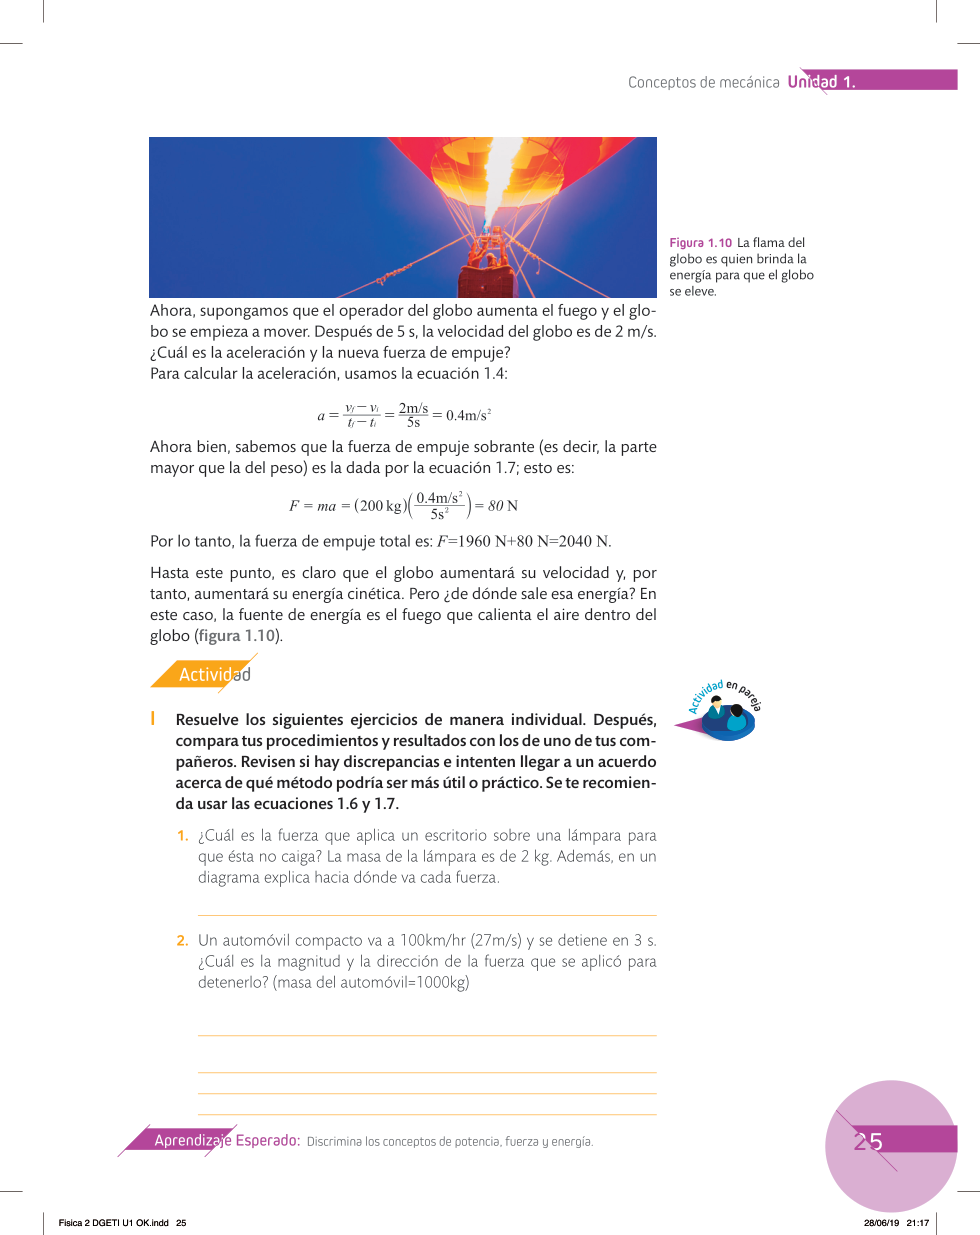 Conceptos de mecánica Unidad 1.
Figura 1.10 La flama del
globo es quien brinda la
energía para que el globo
se eleve.
Ahora, supongamos que el operador del globo aumenta el fuego y el glo-
bo se empieza a mover. Después de 5 s, la velocidad del globo es de 2 m/s.
¿Cuál es la aceleración y la nueva fuerza de empuje?
Para calcular la aceleración, usamos la ecuación 1.4:
a = (v_f − v_i)/(t_f − t_i) = 2m/s/5s = 0.4m/s²
Ahora bien, sabemos que la fuerza de empuje sobrante (es decir, la parte
mayor que la del peso) es la dada por la ecuación 1.7; esto es:
F = ma = (200 kg)(0.4m/s²/5s²) = 80 N
Por lo tanto, la fuerza de empuje total es: F=1960 N+80 N=2040 N.
Hasta este punto, es claro que el globo aumentará su velocidad y, por
tanto, aumentará su energía cinética. Pero ¿de dónde sale esa energía? En
este caso, la fuente de energía es el fuego que calienta el aire dentro del
globo (figura 1.10).
Actividad
Actividad en pareja
I Resuelve los siguientes ejercicios de manera individual. Después,
compara tus procedimientos y resultados con los de uno de tus com-
pañeros. Revisen si hay discrepancias e intenten llegar a un acuerdo
acerca de qué método podría ser más útil o práctico. Se te recomien-
da usar las ecuaciones 1.6 y 1.7.
1. ¿Cuál es la fuerza que aplica un escritorio sobre una lámpara para
que ésta no caiga? La masa de la lámpara es de 2 kg. Además, en un
diagrama explica hacia dónde va cada fuerza.
2. Un automóvil compacto va a 100km/hr (27m/s) y se detiene en 3 s.
¿Cuál es la magnitud y la dirección de la fuerza que se aplicó para
detenerlo? (masa del automóvil=1000kg)
Aprendizaje Esperado: Discrimina los conceptos de potencia, fuerza y energía.
25
Fisica 2 DGETI U1 OK.indd 25
28/06/19 21:17